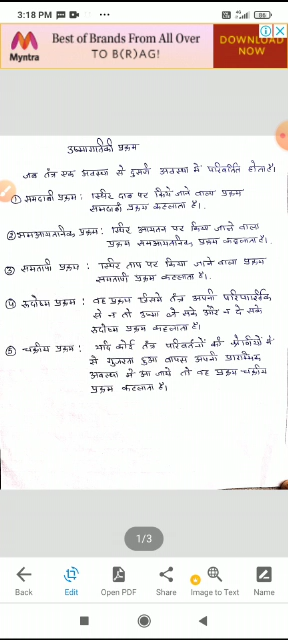 3:18 PM
86
Myntra
Best of Brands From All Over
TO B(R)AG!
DOWNLOAD
NOW
उष्मागतिकी प्रक्रम
जब तंत्र एक अवस्था से दुसरी अवस्था में परिवर्तित होता है।
① समदाबी प्रक्रम : स्थिर दाब पर किये जाने वाला प्रक्रम
समदाबी प्रक्रम कहलाता है।
② समआयतनिक प्रक्रम : स्थिर आयतन पर किया जाने वाला
प्रक्रम समआयतनिक प्रक्रम कहलाता है।
③ समतापी प्रक्रम : स्थिर ताप पर किया जाने वाला प्रक्रम
समतापी प्रक्रम कहलाता है।
④ रूदोष्म प्रक्रम : वह प्रक्रम जिसमे तंत्र अपनी
से न तो उष्मा ले सके और न दे सके
रूदोष्म प्रक्रम कहलाता है।
⑤ चक्रीय प्रक्रम : यदि कोई तंत्र परिवर्तनों की श्रेणियों में
से गुजरता हुआ वापस अपनी प्रारम्भिक
अवस्था में आ जाये तो वह प्रक्रम चक्रीय
प्रक्रम कहलाता है।
1/3
Back
Edit
Open PDF
Share
Image to Text
Name